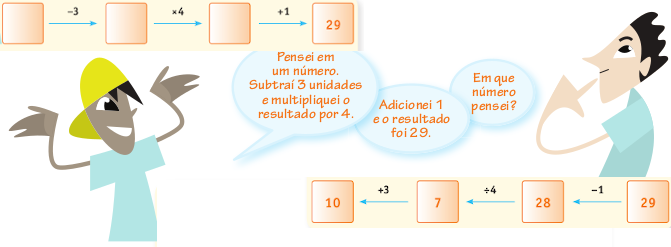 –3 ×4 +1
29
Pensei em
um número.
Subtraí 3 unidades
e multipliquei o
resultado por 4.
Adicionei 1
e o resultado
foi 29.
Em que
número
pensei?
+3 ÷4 –1
10 7 28 29